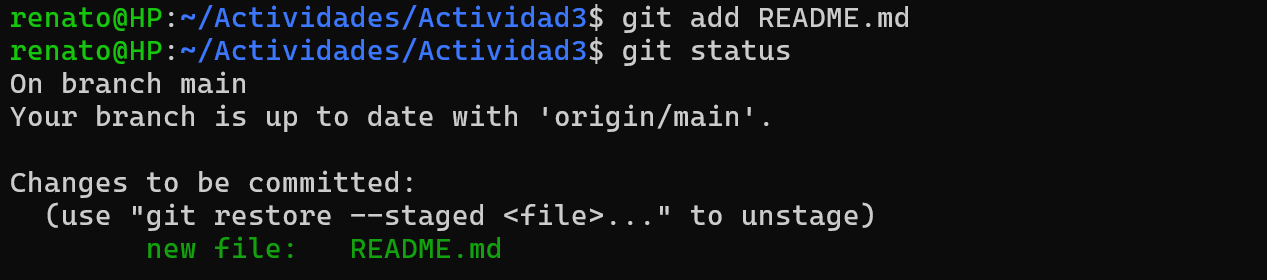 renato@HP:~/Actividades/Actividad3$ git add README.md
renato@HP:~/Actividades/Actividad3$ git status
On branch main
Your branch is up to date with 'origin/main'.

Changes to be committed:
  (use "git restore --staged <file>..." to unstage)
        new file:   README.md